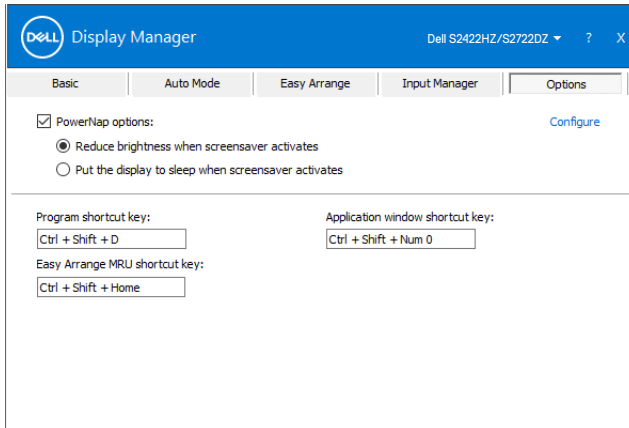 DELL Display Manager
Dell S2422HZ/S2722DZ ? X
Basic Auto Mode Easy Arrange Input Manager Options
PowerNap options: Configure
Reduce brightness when screensaver activates
Put the display to sleep when screensaver activates
Program shortcut key: Application window shortcut key:
Ctrl + Shift + D Ctrl + Shift + Num 0
Easy Arrange MRU shortcut key:
Ctrl + Shift + Home